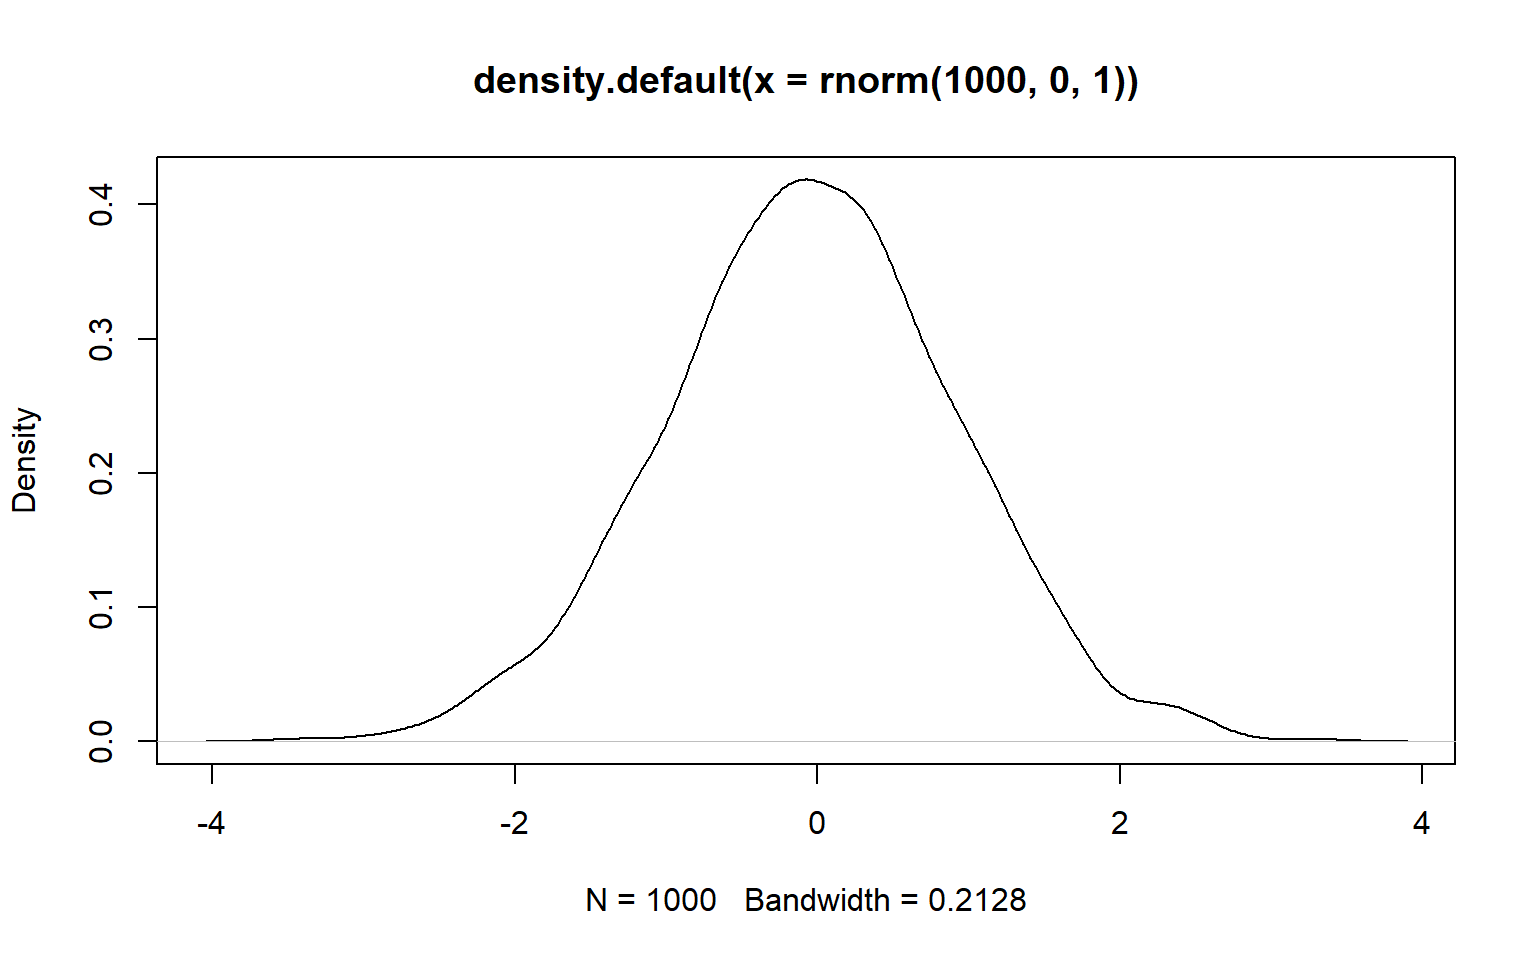 density.default(x = rnorm(1000, 0, 1))
Density
0.4
0.3
0.2
0.1
0.0
-4 -2 0 2 4
N = 1000 Bandwidth = 0.2128